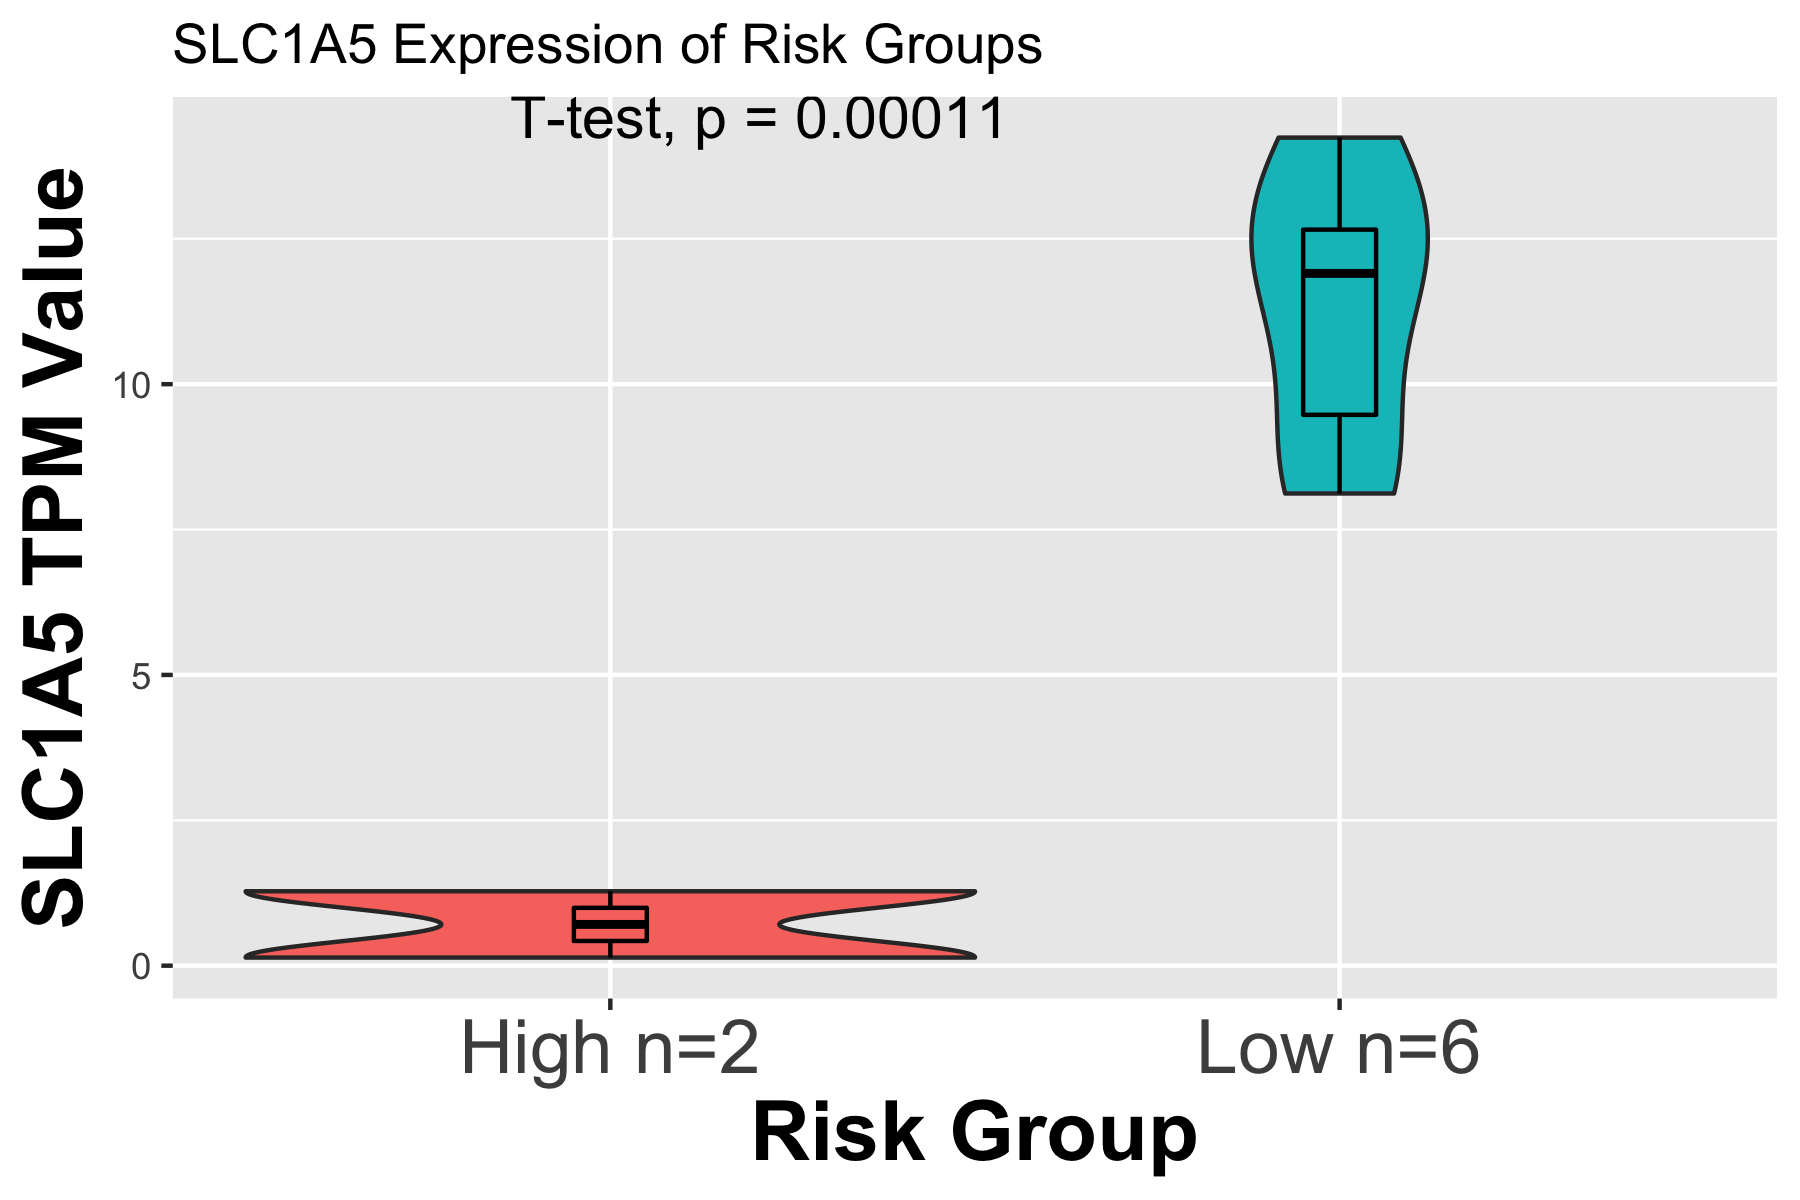 SLC1A5 Expression of Risk Groups
T-test, p = 0.00011
SLC1A5 TPM Value
10
5
0
High n=2
Low n=6
Risk Group